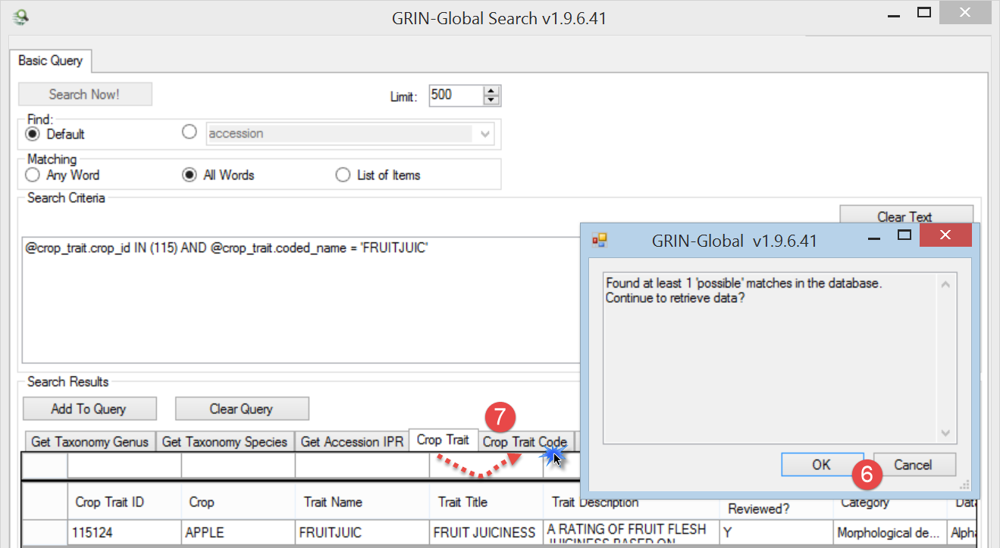 GRIN-Global Search v1.9.6.41
Basic Query
Search Now!
Limit: 500
Find:
Default
accession
Matching
Any Word All Words List of Items
Search Criteria
Clear Text
@crop_trait.crop_id IN (115) AND @crop_trait.coded_name = 'FRUITJUIC'
GRIN-Global v1.9.6.41
Found at least 1 'possible' matches in the database.
Continue to retrieve data?
OK Cancel
6
Search Results
Add To Query Clear Query
7
Get Taxonomy Genus Get Taxonomy Species Get Accession IPR Crop Trait Crop Trait Code
Crop Trait ID Crop Trait Name Trait Title Trait Description Reviewed? Category
115124 APPLE FRUITJUIC FRUIT JUICINESS A RATING OF FRUIT FLESH Y Morphological de...
JUICINESS BASED ON